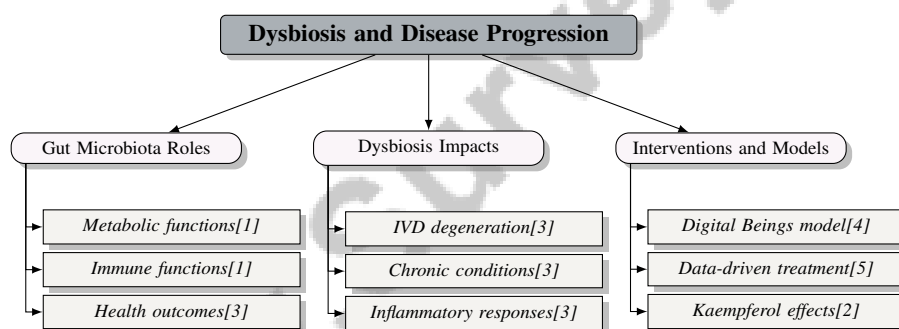 Dysbiosis and Disease Progression
Gut Microbiota Roles
Dysbiosis Impacts
Interventions and Models
Metabolic functions[1]
Immune functions[1]
Health outcomes[3]
IVD degeneration[3]
Chronic conditions[3]
Inflammatory responses[3]
Digital Beings model[4]
Data-driven treatment[5]
Kaempferol effects[2]